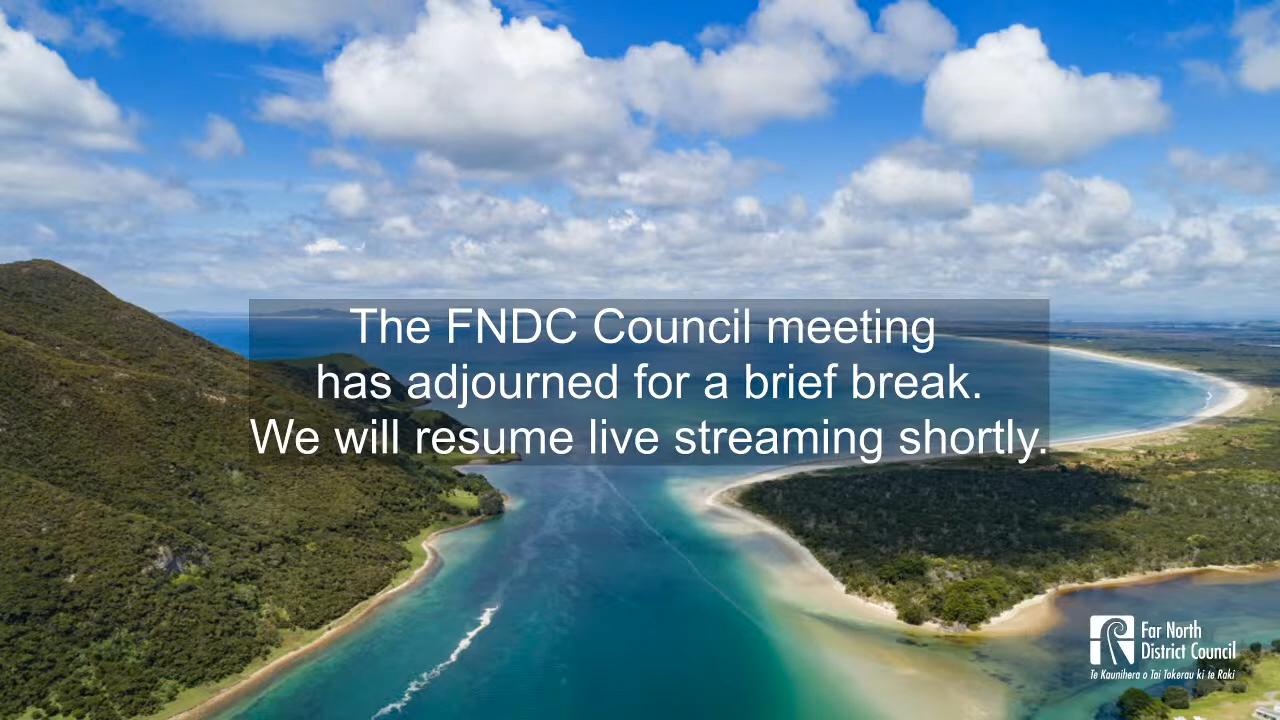 The FNDC Council meeting
has adjourned for a brief break.
We will resume live streaming shortly.
Far North
District Council
Te Kaunihera o Tai Tokerau ki te Raki